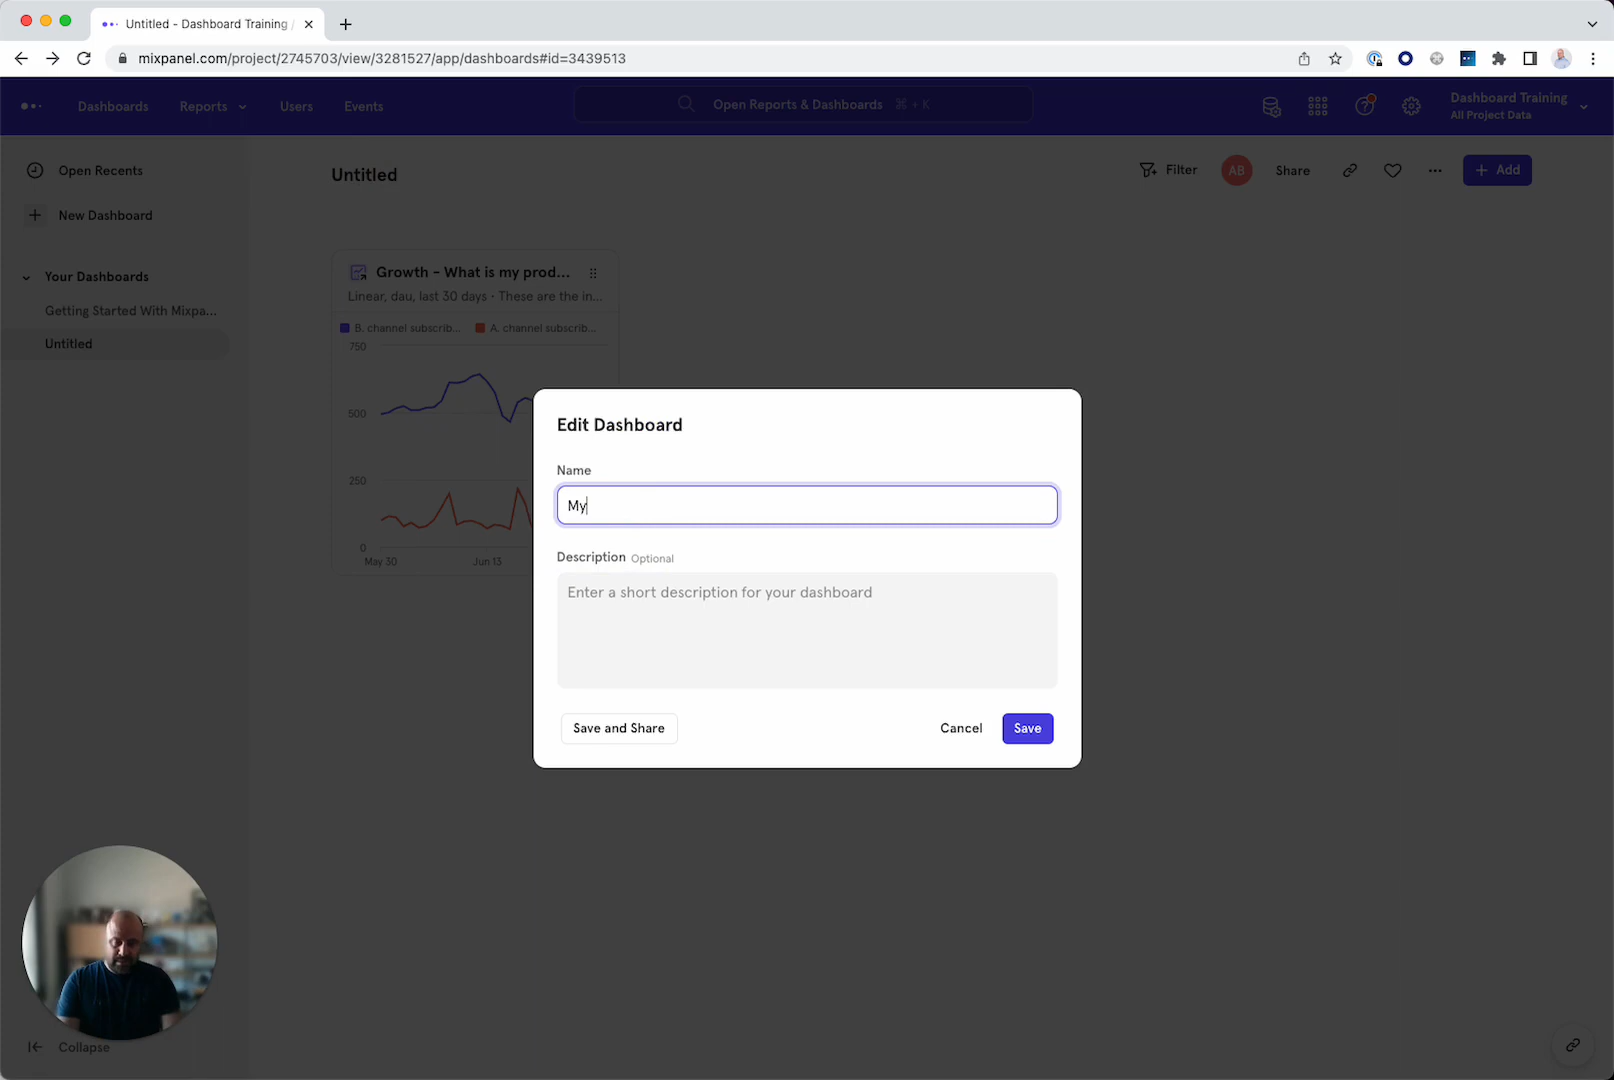 Untitled - Dashboard Training /
mixpanel.com/project/2745703/view/3281527/app/dashboards#id=3439513
Dashboards
Reports
Users
Events
Open Reports & Dashboards ⌘ + K
Dashboard Training
All Project Data
Open Recents
New Dashboard
Your Dashboards
Getting Started With Mixpa...
Untitled
Untitled
Filter
AB
Share
+ Add
Growth - What is my prod...
Linear, dau, last 30 days • These are the in...
B. channel subscrib...
A. channel subscrib...
750
500
250
0
May 30
Jun 13
Edit Dashboard
Name
My
Description Optional
Enter a short description for your dashboard
Save and Share
Cancel
Save
Collapse